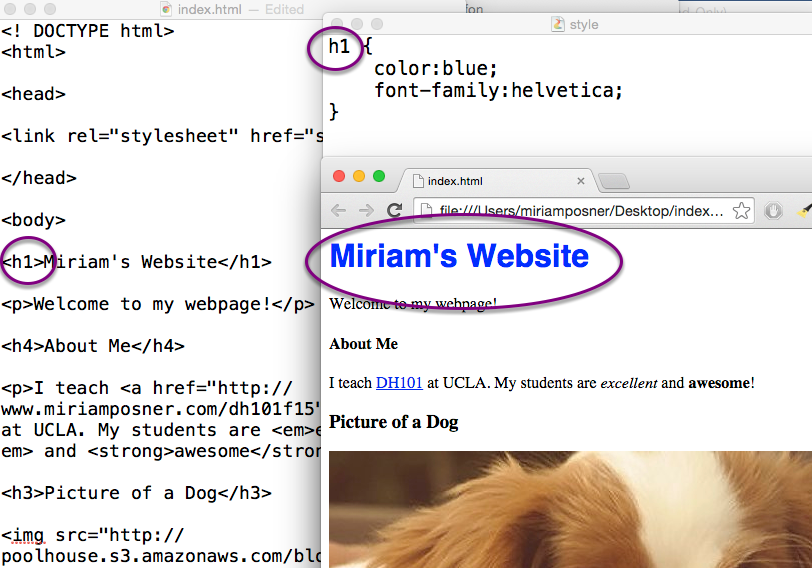 index.html — Edited
<! DOCTYPE html>
<html>
<head>
<link rel="stylesheet" href="s
</head>
<body>
<h1>Miriam's Website</h1>
<p>Welcome to my webpage!</p>
<h4>About Me</h4>
<p>I teach <a href="http://
www.miriamposner.com/dh101f15"
at UCLA. My students are <em>e
em> and <strong>awesome</stron
<h3>Picture of a Dog</h3>
<img src="http://
poolhouse.s3.amazonaws.com/blo
style
h1 {
color:blue;
font-family:helvetica;
}
index.html
file:///Users/miriamposner/Desktop/index...
Miriam's Website
Welcome to my webpage!
About Me
I teach DH101 at UCLA. My students are excellent and awesome!
Picture of a Dog